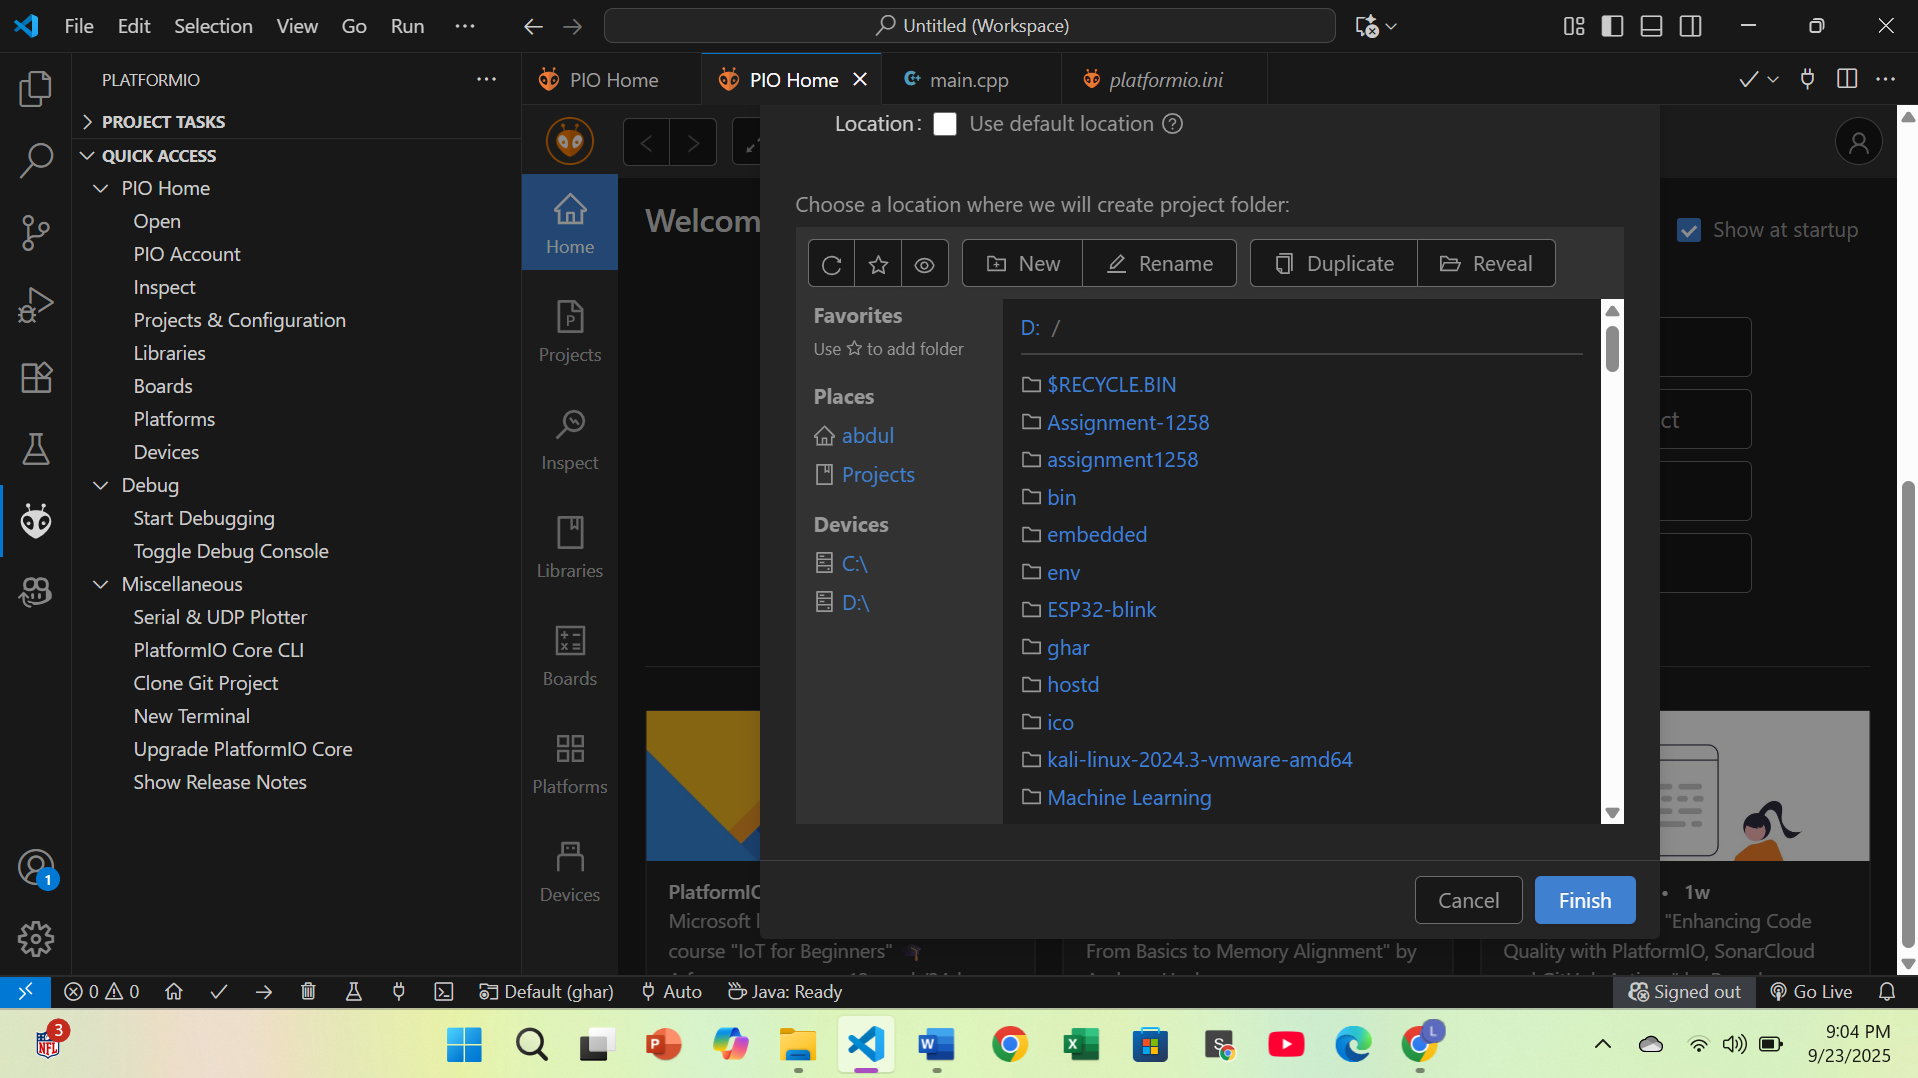 File Edit Selection View Go Run ···
Untitled (Workspace)
PLATFORMIO
PROJECT TASKS
QUICK ACCESS
PIO Home
Open
PIO Account
Inspect
Projects & Configuration
Libraries
Boards
Platforms
Devices
Debug
Start Debugging
Toggle Debug Console
Miscellaneous
Serial & UDP Plotter
PlatformIO Core CLI
Clone Git Project
New Terminal
Upgrade PlatformIO Core
Show Release Notes
1
PIO Home
PIO Home
main.cpp
platformio.ini
Home
Projects
Inspect
Libraries
Boards
Platforms
Devices
Welcom
Show at startup
ct
Location: Use default location
Choose a location where we will create project folder:
New Rename Duplicate Reveal
Favorites
Use ☆ to add folder
Places
abdul
Projects
Devices
C:\
D:\
D: /
$RECYCLE.BIN
Assignment-1258
assignment1258
bin
embedded
env
ESP32-blink
ghar
hostd
ico
kali-linux-2024.3-vmware-amd64
Machine Learning
Cancel Finish
PlatformIO
Microsoft
course "IoT for Beginners"
From Basics to Memory Alignment" by
• 1w
"Enhancing Code
Quality with PlatformIO, SonarCloud
0 0 Default (ghar) Auto Java: Ready
Signed out Go Live
3
NFL
P
W
X
S
L
9:04 PM
9/23/2025